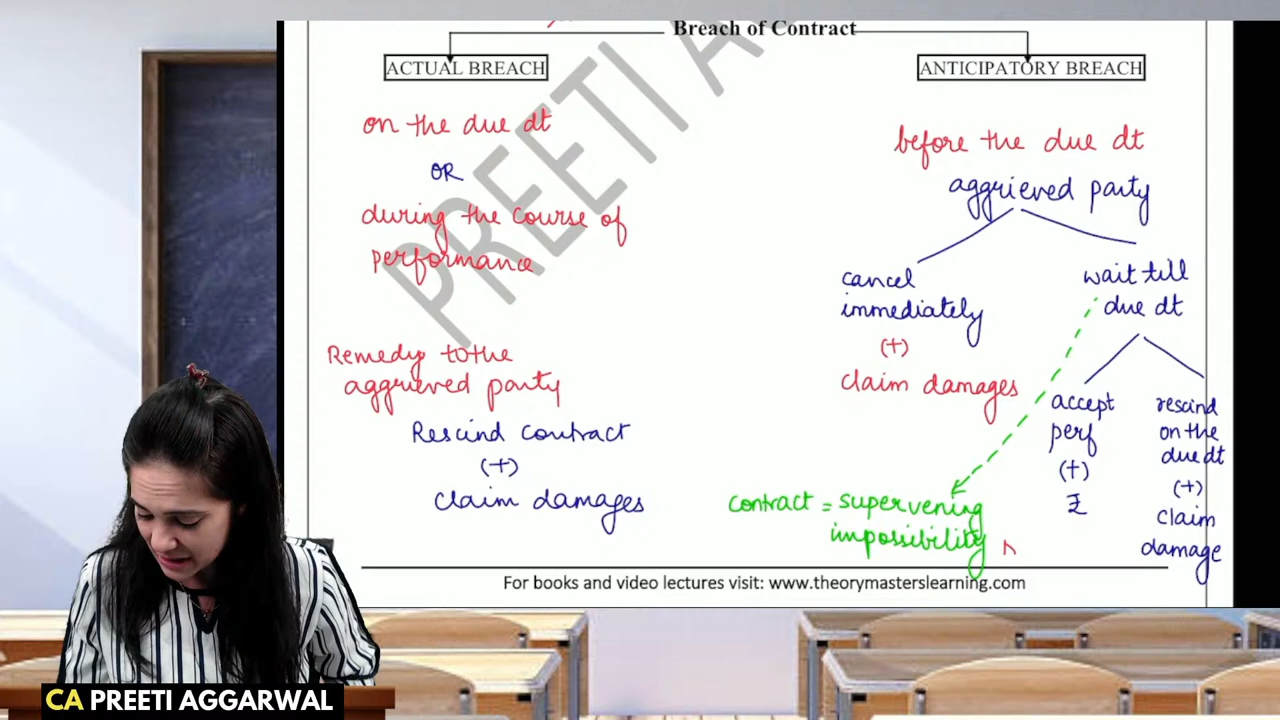 Breach of Contract
ACTUAL BREACH
on the due dt
OR
during the course of
performance
Remedy to the
aggrieved party
Rescind contract
(+)
claim damages
ANTICIPATORY BREACH
before the due dt
aggrieved party
cancel
immediately
(+)
claim damages
wait till
due dt
accept
perf
(+)
rescind
on the
due dt
(+)
claim
damage
contract = supervening
impossibility
For books and video lectures visit: www.theorymasterslearning.com
PREETI A
CA PREETI AGGARWAL